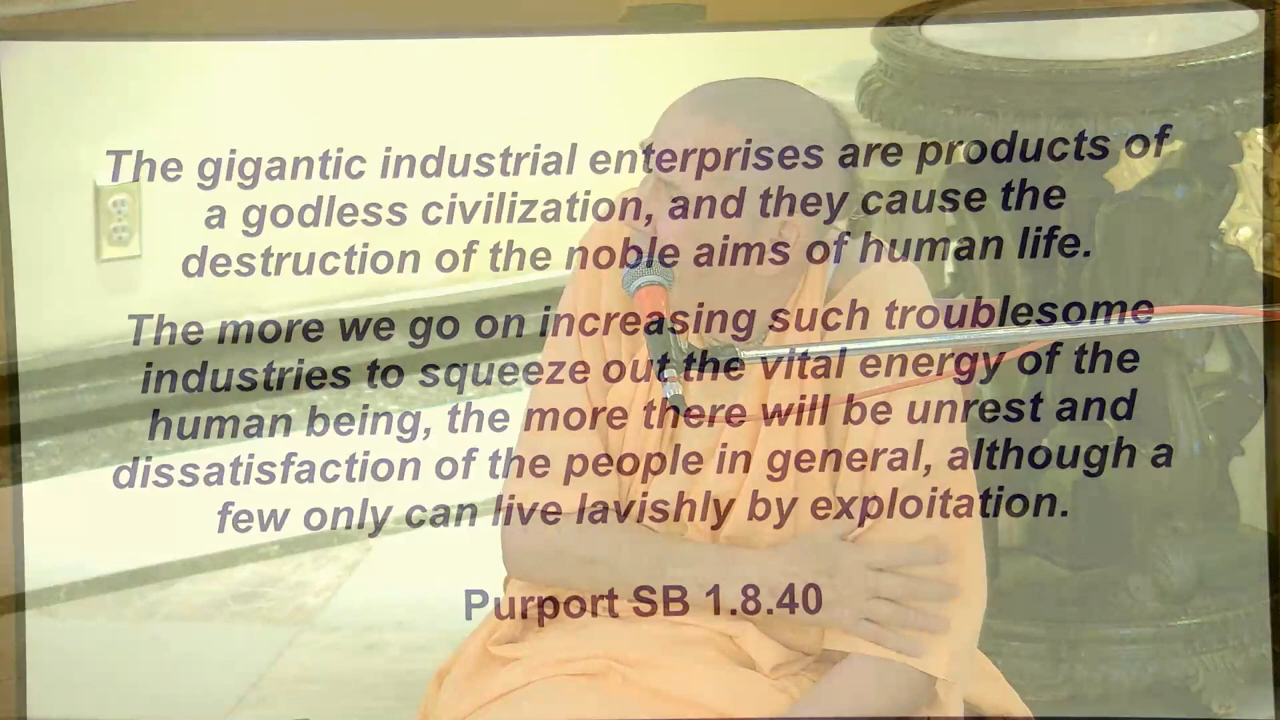 The gigantic industrial enterprises are products of
a godless civilization, and they cause the
destruction of the noble aims of human life.
The more we go on increasing such troublesome
industries to squeeze out the vital energy of the
human being, the more there will be unrest and
dissatisfaction of the people in general, although a
few only can live lavishly by exploitation.
Purport SB 1.8.40